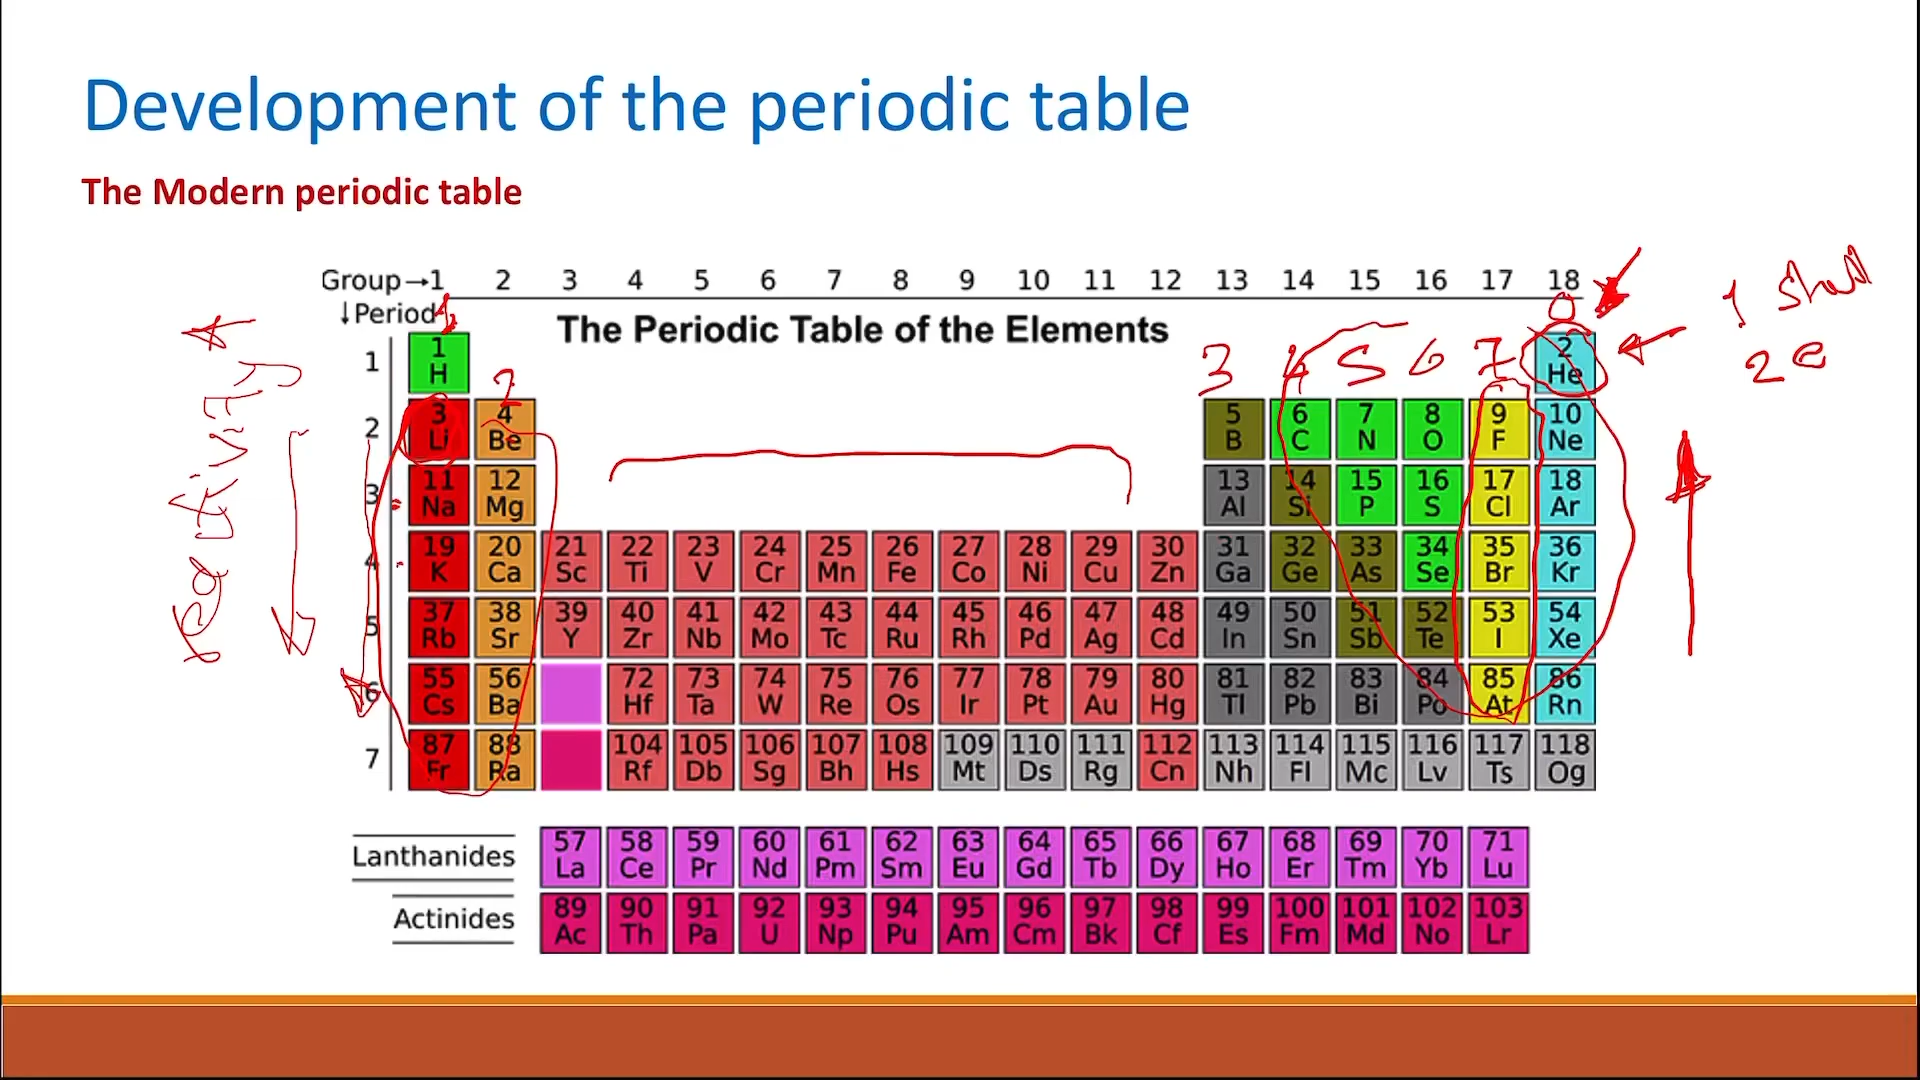 Development of the periodic table
The Modern periodic table
Group→1 2 3 4 5 6 7 8 9 10 11 12 13 14 15 16 17 18
↓Period 1 0
The Periodic Table of the Elements
1 shell
2 e
reactivity
2 3 4 5 6 7
1 1 2
H He
2 3 4 5 6 7 8 9 10
Li Be B C N O F Ne
3 11 12 13 14 15 16 17 18
Na Mg Al Si P S Cl Ar
4 19 20 21 22 23 24 25 26 27 28 29 30 31 32 33 34 35 36
K Ca Sc Ti V Cr Mn Fe Co Ni Cu Zn Ga Ge As Se Br Kr
5 37 38 39 40 41 42 43 44 45 46 47 48 49 50 51 52 53 54
Rb Sr Y Zr Nb Mo Tc Ru Rh Pd Ag Cd In Sn Sb Te I Xe
6 55 56 72 73 74 75 76 77 78 79 80 81 82 83 84 85 86
Cs Ba Hf Ta W Re Os Ir Pt Au Hg Tl Pb Bi Po At Rn
7 87 88 104 105 106 107 108 109 110 111 112 113 114 115 116 117 118
Fr Ra Rf Db Sg Bh Hs Mt Ds Rg Cn Nh Fl Mc Lv Ts Og
Lanthanides 57 58 59 60 61 62 63 64 65 66 67 68 69 70 71
La Ce Pr Nd Pm Sm Eu Gd Tb Dy Ho Er Tm Yb Lu
Actinides 89 90 91 92 93 94 95 96 97 98 99 100 101 102 103
Ac Th Pa U Np Pu Am Cm Bk Cf Es Fm Md No Lr